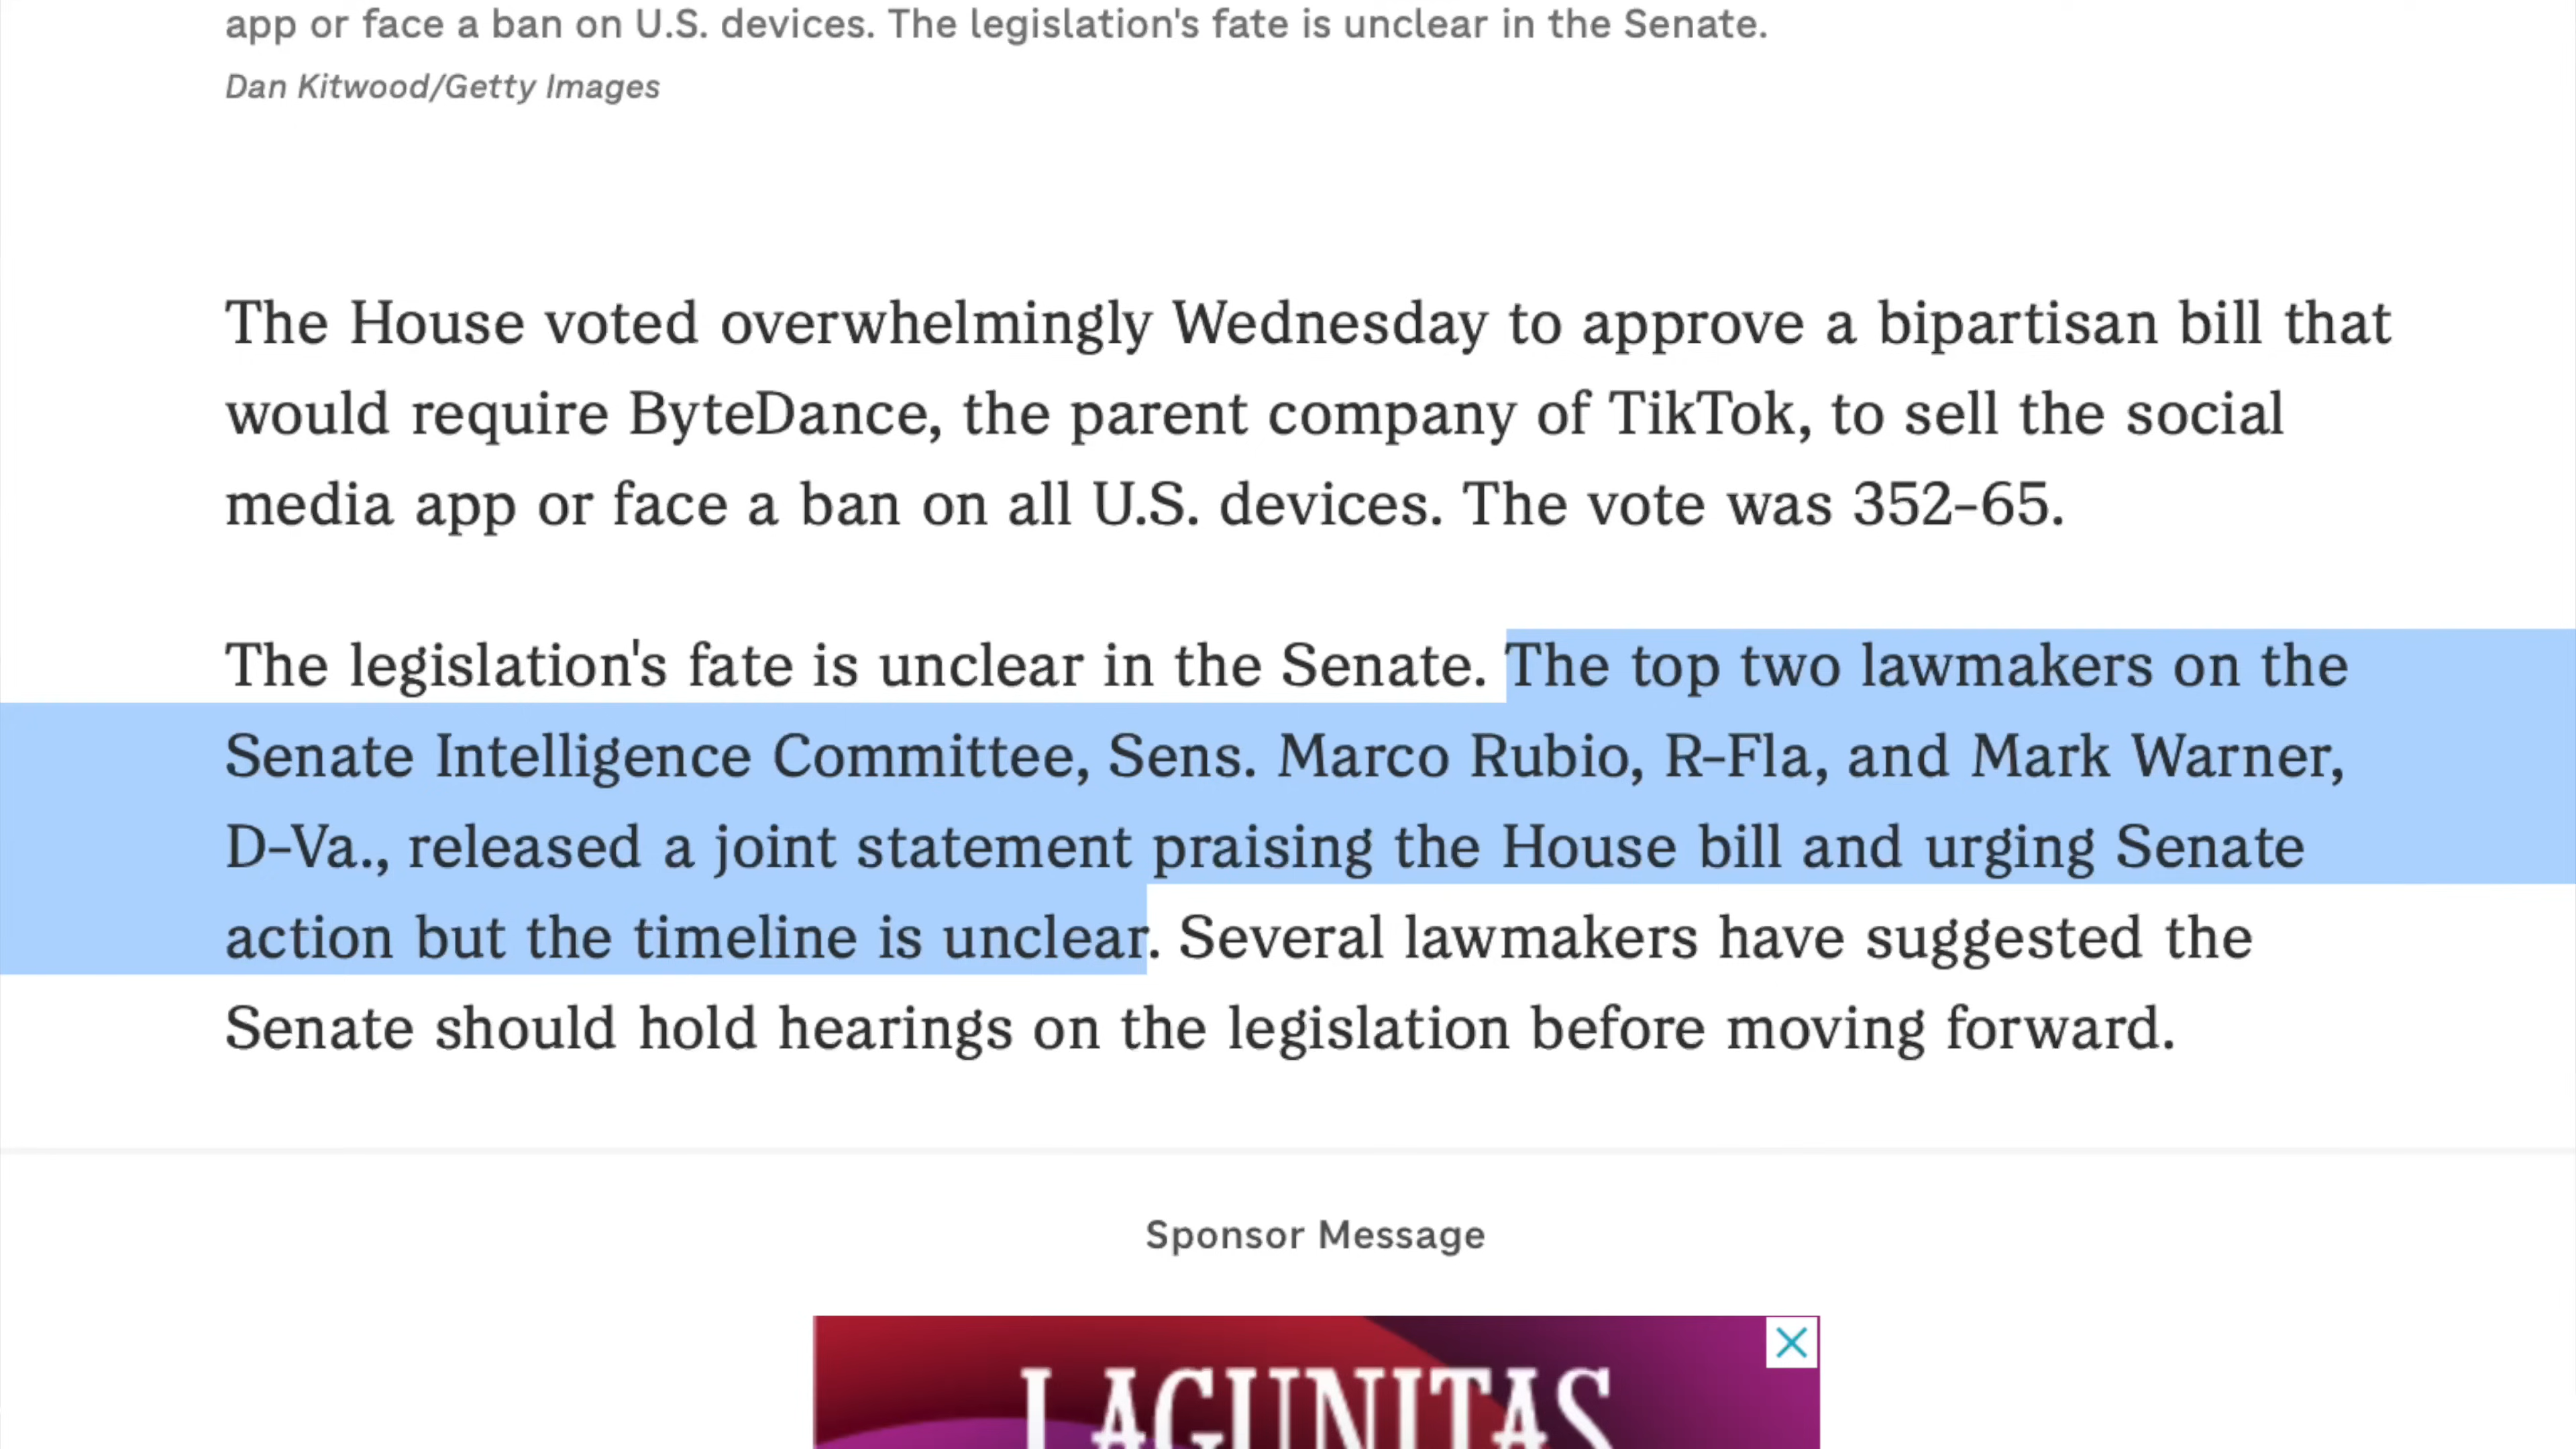 app or face a ban on U.S. devices. The legislation's fate is unclear in the Senate.
Dan Kitwood/Getty Images
The House voted overwhelmingly Wednesday to approve a bipartisan bill that
would require ByteDance, the parent company of TikTok, to sell the social
media app or face a ban on all U.S. devices. The vote was 352-65.
The legislation's fate is unclear in the Senate. The top two lawmakers on the
Senate Intelligence Committee, Sens. Marco Rubio, R-Fla, and Mark Warner,
D-Va., released a joint statement praising the House bill and urging Senate
action but the timeline is unclear. Several lawmakers have suggested the
Senate should hold hearings on the legislation before moving forward.
Sponsor Message
LAGUNITAS